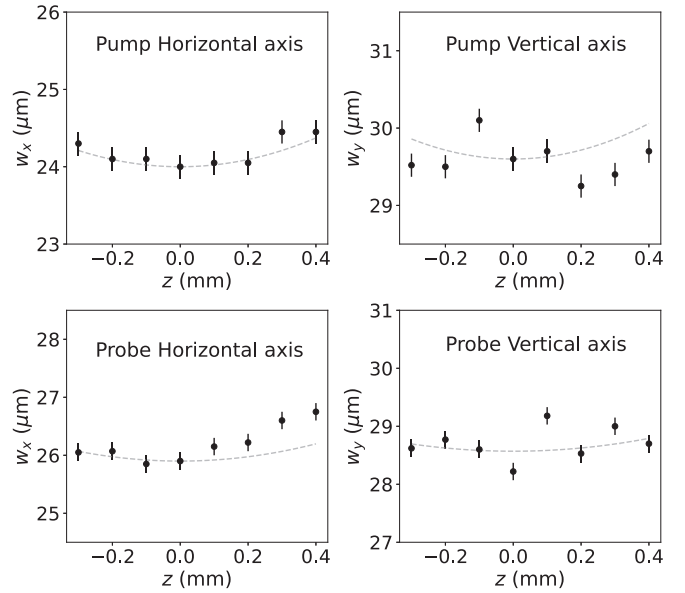 Pump Horizontal axis
26
25
24
23
wₓ (μm)
−0.2 0.0 0.2 0.4
z (mm)
Pump Vertical axis
31
30
29
w_y (μm)
−0.2 0.0 0.2 0.4
z (mm)
Probe Horizontal axis
28
27
26
25
wₓ (μm)
−0.2 0.0 0.2 0.4
z (mm)
Probe Vertical axis
31
30
29
28
27
w_y (μm)
−0.2 0.0 0.2 0.4
z (mm)